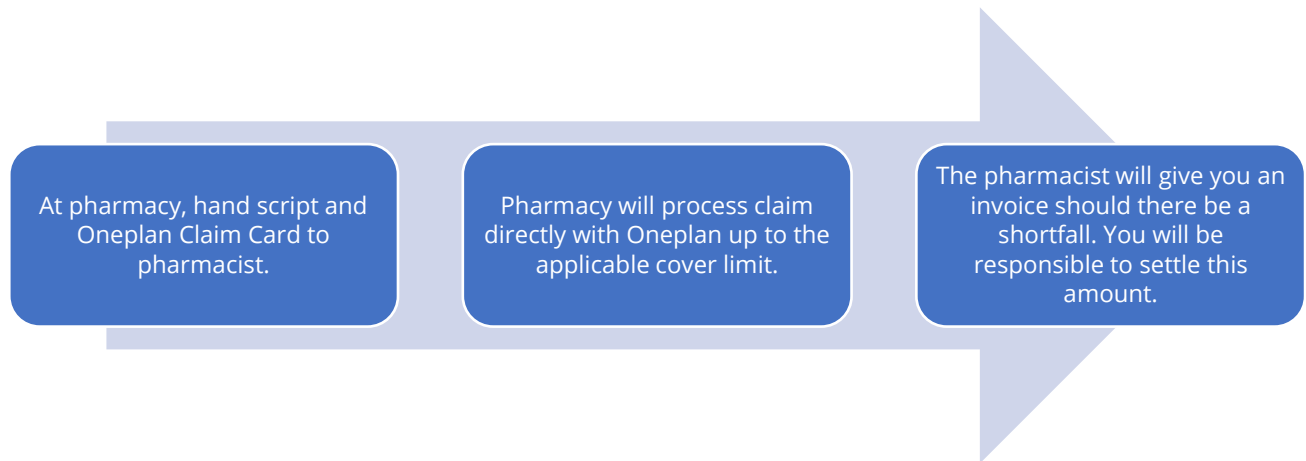 At pharmacy, hand script and
Oneplan Claim Card to
pharmacist.
Pharmacy will process claim
directly with Oneplan up to the
applicable cover limit.
The pharmacist will give you an
invoice should there be a
shortfall. You will be
responsible to settle this
amount.